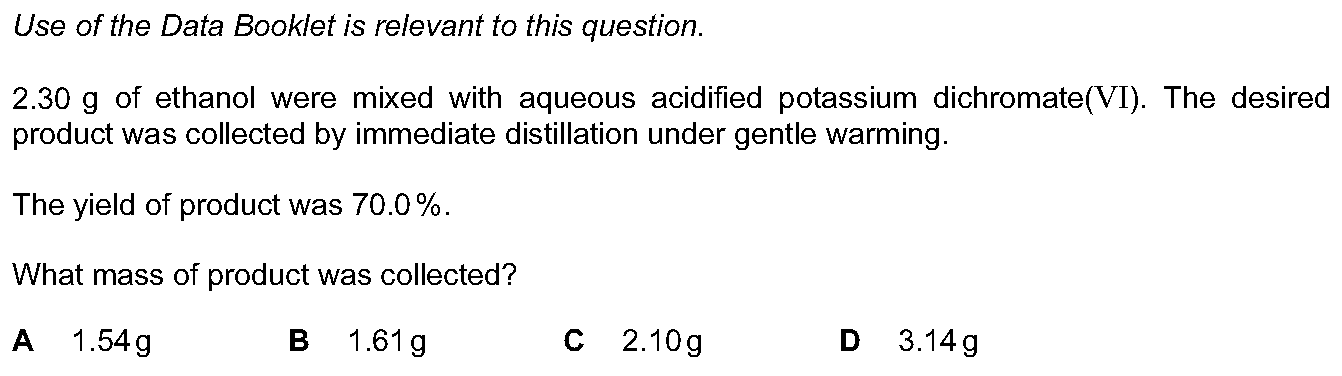 Use of the Data Booklet is relevant to this question.
2.30 g of ethanol were mixed with aqueous acidified potassium dichromate(VI). The desired
product was collected by immediate distillation under gentle warming.
The yield of product was 70.0%.
What mass of product was collected?
A 1.54g B 1.61g C 2.10g D 3.14g